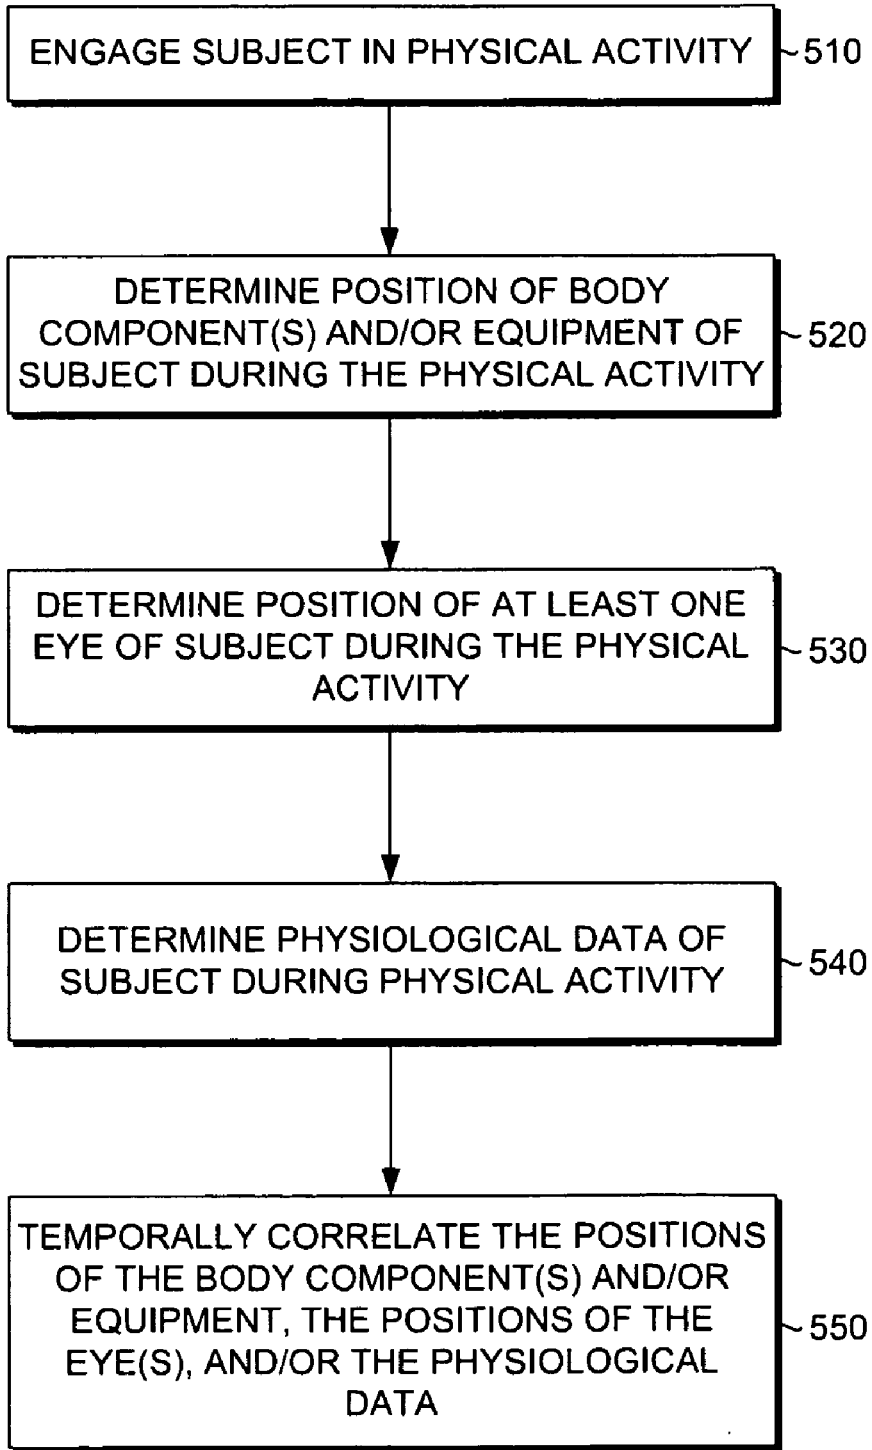 ENGAGE SUBJECT IN PHYSICAL ACTIVITY
510
DETERMINE POSITION OF BODY
COMPONENT(S) AND/OR EQUIPMENT OF
SUBJECT DURING THE PHYSICAL ACTIVITY
520
DETERMINE POSITION OF AT LEAST ONE
EYE OF SUBJECT DURING THE PHYSICAL
ACTIVITY
530
DETERMINE PHYSIOLOGICAL DATA OF
SUBJECT DURING PHYSICAL ACTIVITY
540
TEMPORALLY CORRELATE THE POSITIONS
OF THE BODY COMPONENT(S) AND/OR
EQUIPMENT, THE POSITIONS OF THE
EYE(S), AND/OR THE PHYSIOLOGICAL
DATA
550